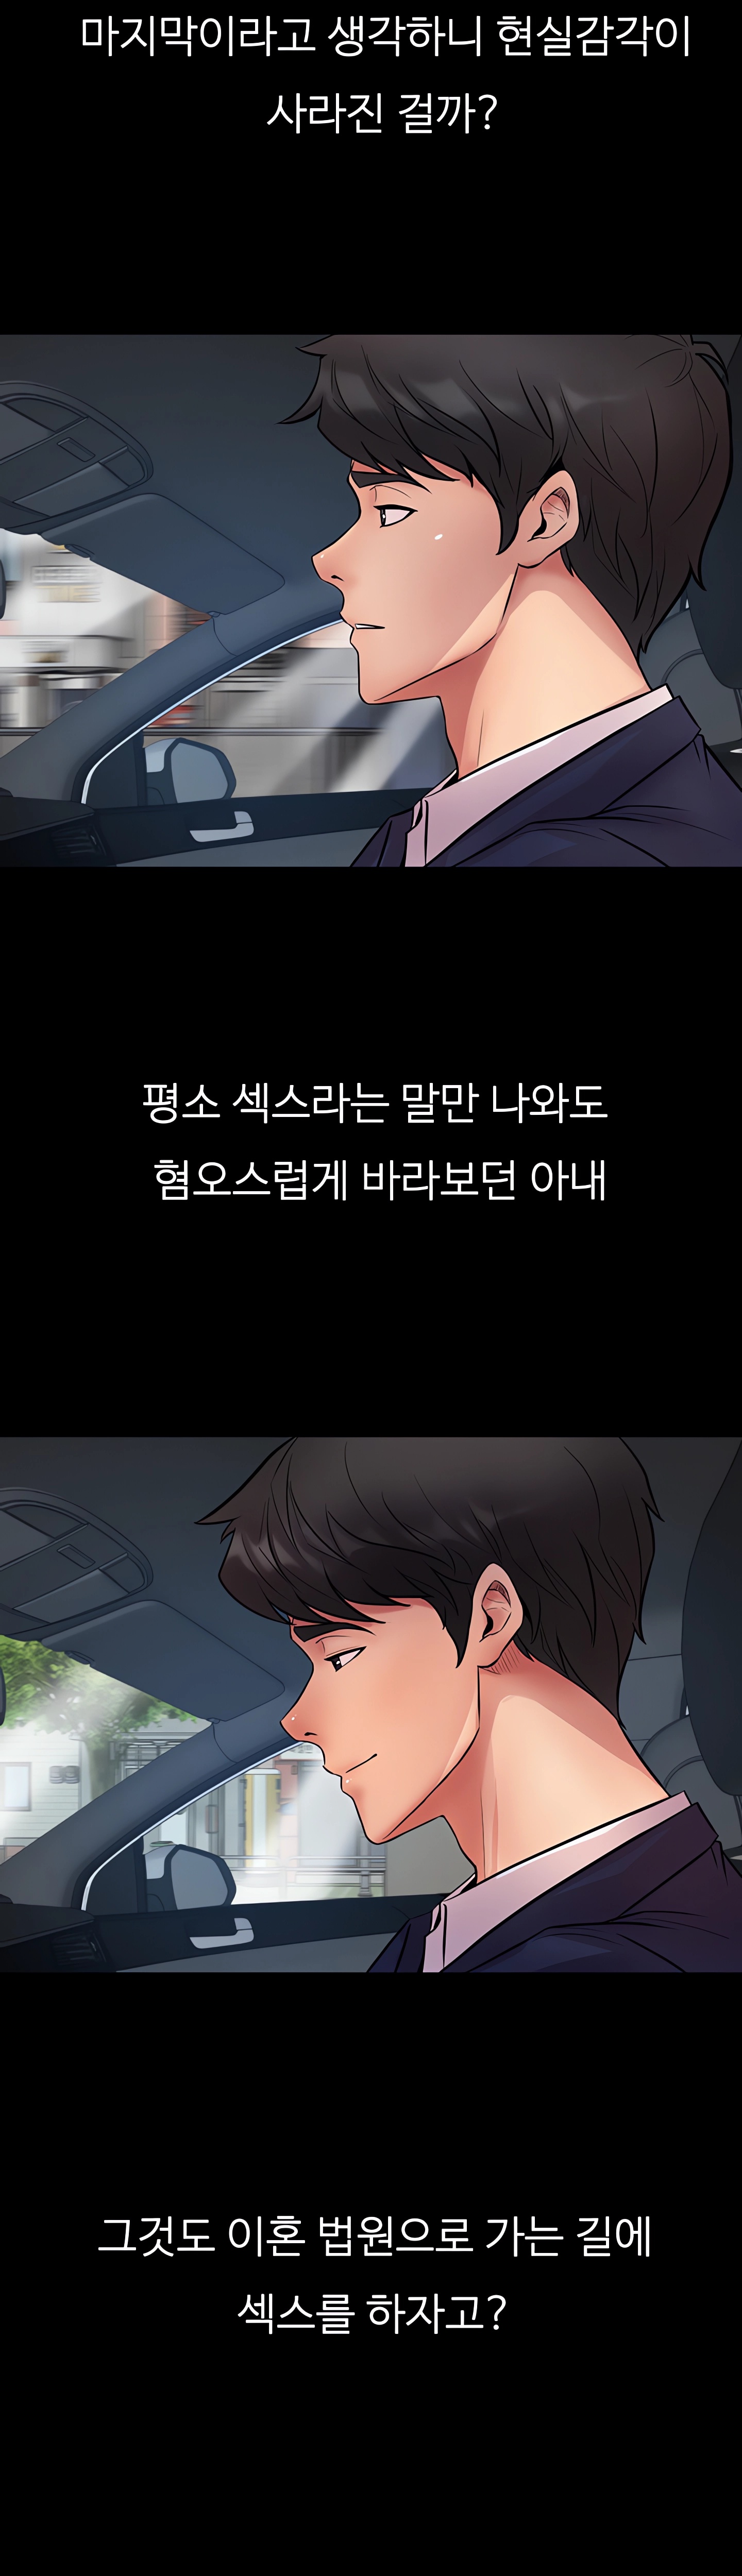 마지막이라고 생각하니 현실감각이
사라진 걸까?
평소 섹스라는 말만 나와도
혐오스럽게 바라보던 아내
그것도 이혼 법원으로 가는 길에
섹스를 하자고?